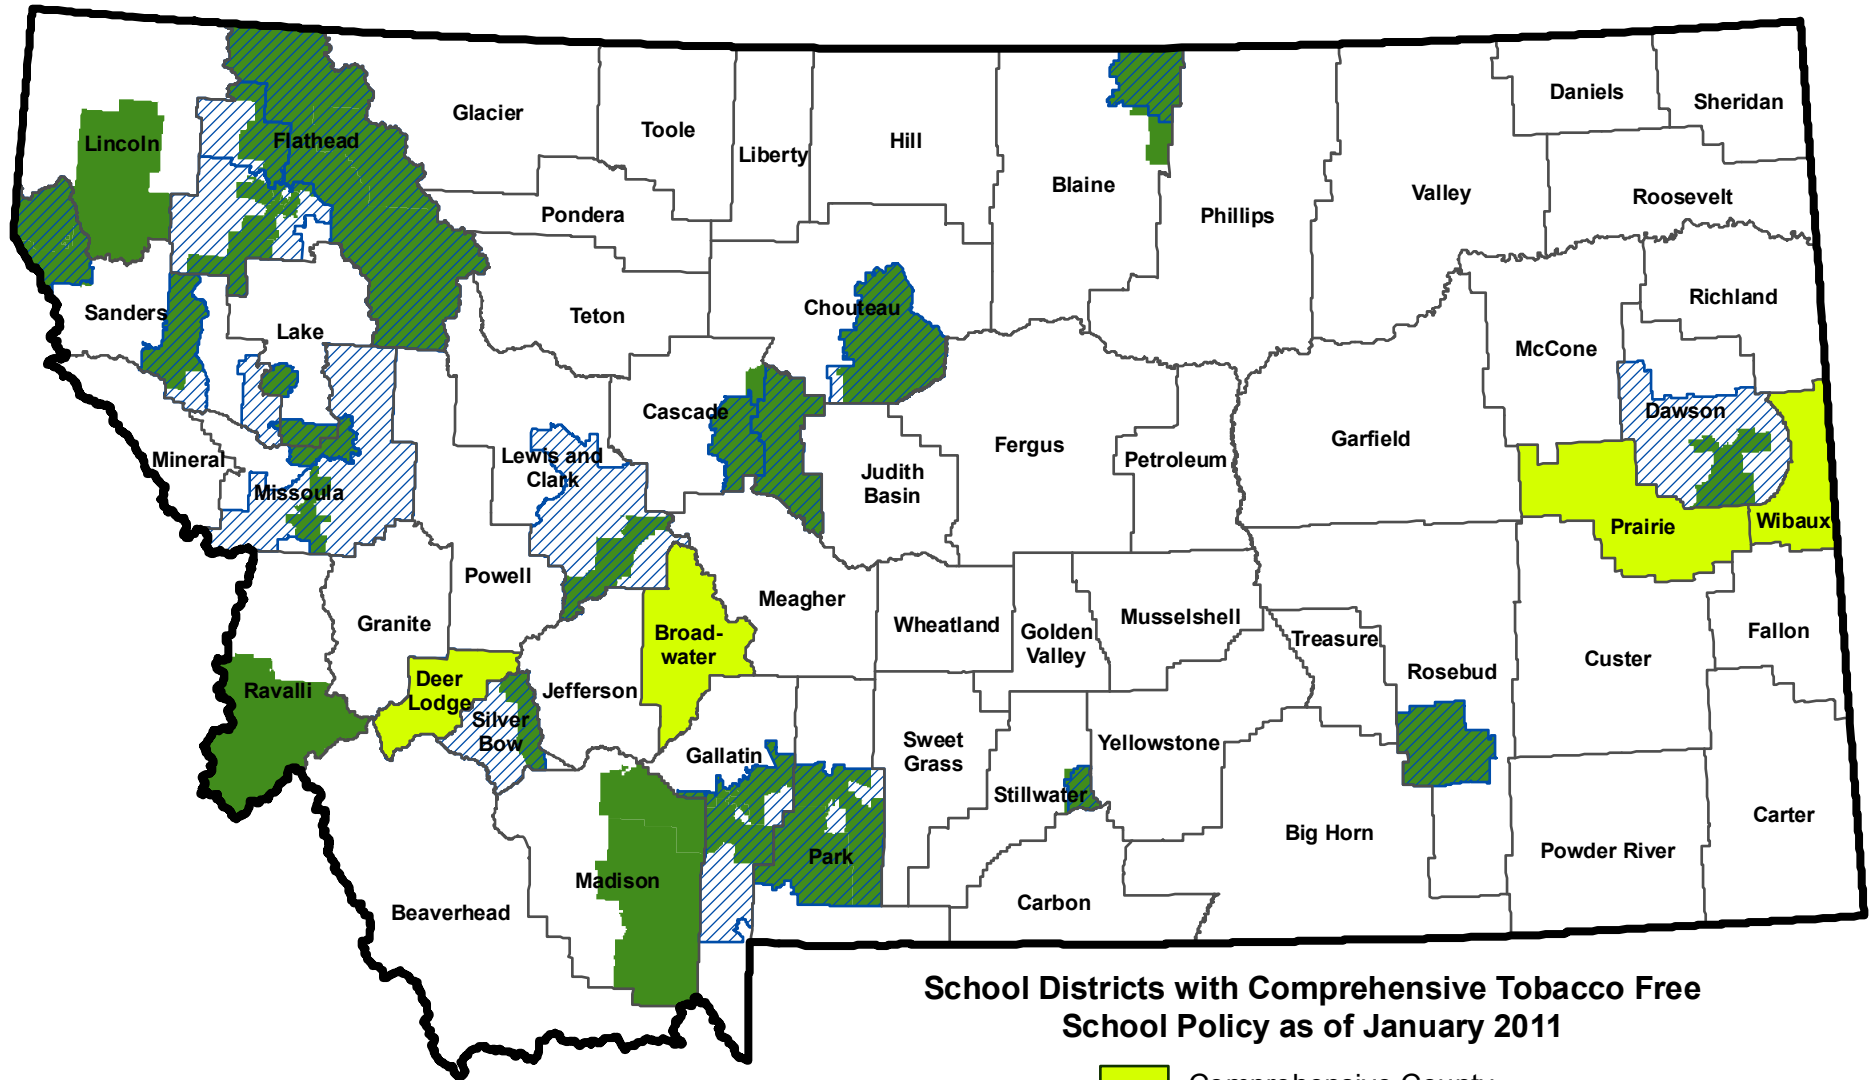 Glacier
Toole
Liberty
Hill
Blaine
Phillips
Valley
Daniels
Sheridan
Roosevelt
Lincoln
Flathead
Pondera
Teton
Chouteau
Richland
McCone
Sanders
Lake
Cascade
Fergus
Petroleum
Garfield
Dawson
Mineral
Missoula
Lewis and
Clark
Judith
Basin
Prairie
Wibaux
Powell
Granite
Meagher
Wheatland
Golden
Valley
Musselshell
Treasure
Rosebud
Custer
Fallon
Broad-
water
Deer
Lodge
Ravalli
Silver
Bow
Jefferson
Gallatin
Sweet
Grass
Stillwater
Yellowstone
Big Horn
Powder River
Carter
Park
Madison
Beaverhead
Carbon
School Districts with Comprehensive Tobacco Free
School Policy as of January 2011
Comprehensive County